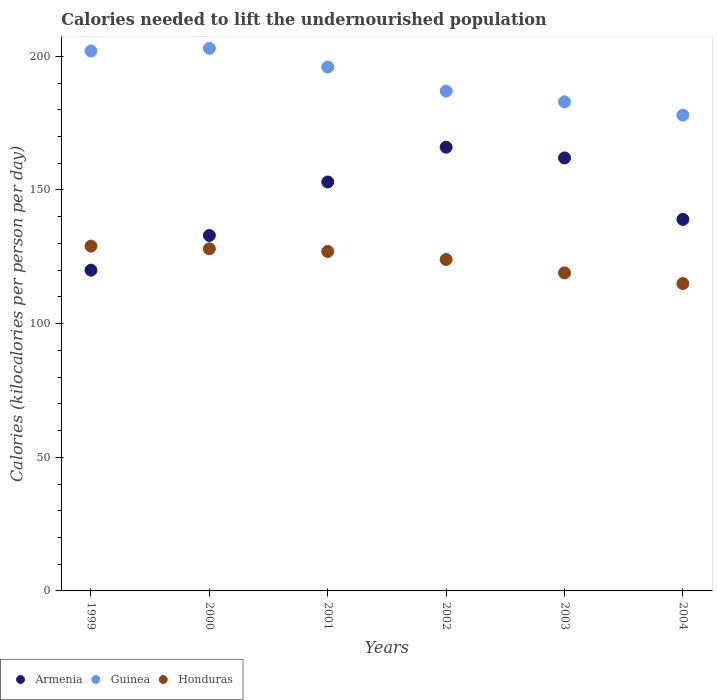 Calories needed to lift the undernourished population
Calories (kilocalories per person per day)
200
150
100
50
0
1999
2000
2001
2002
2003
2004
Years
Armenia
Guinea
Honduras